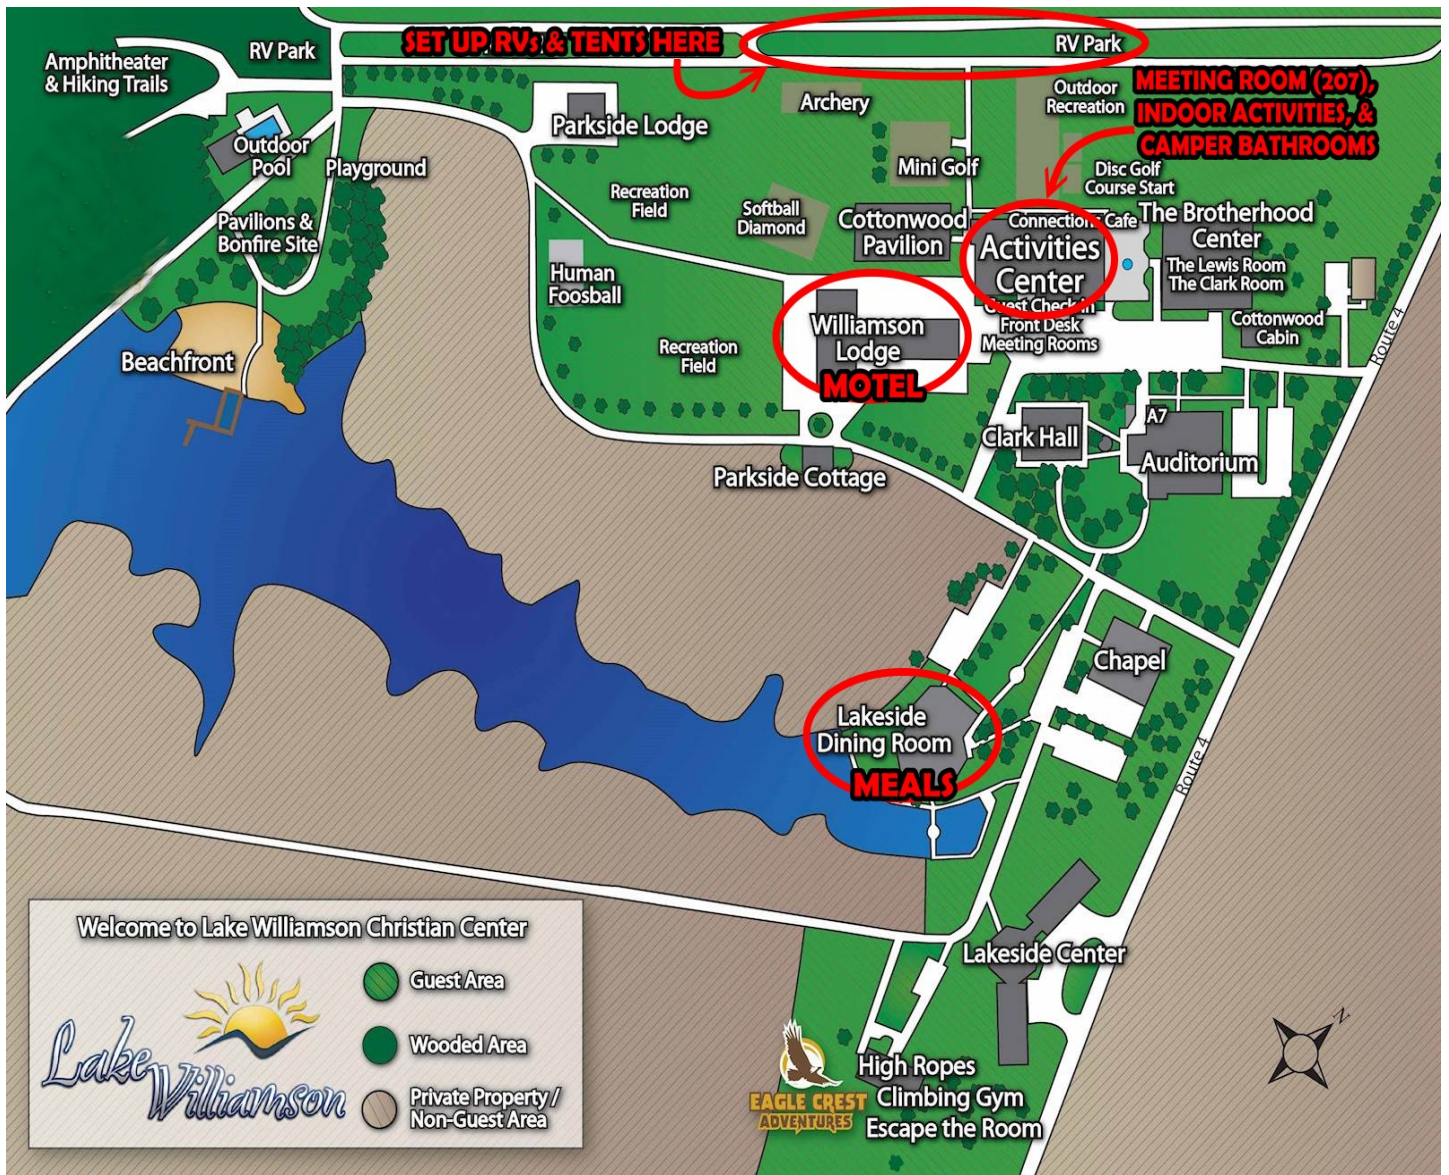 SET UP RVs & TENTS HERE
RV Park
RV Park
Amphitheater
& Hiking Trails
MEETING ROOM (207),
INDOOR ACTIVITIES, &
CAMPER BATHROOMS
Outdoor
Recreation
Archery
Parkside Lodge
Outdoor
Pool
Playground
Mini Golf
Disc Golf
Course Start
Recreation
Field
Softball
Diamond
Cottonwood
Pavilion
Connections Cafe
Activities
Center
Guest Check-in
Front Desk
Meeting Rooms
The Brotherhood
Center
The Lewis Room
The Clark Room
Pavilions &
Bonfire Site
Human
Foosball
Williamson
Lodge
MOTEL
Cottonwood
Cabin
Route 4
Beachfront
Recreation
Field
A7
Clark Hall
Auditorium
Parkside Cottage
Chapel
Lakeside
Dining Room
MEALS
Route 4
Lakeside Center
Welcome to Lake Williamson Christian Center
Lake
Williamson
Guest Area
Wooded Area
Private Property /
Non-Guest Area
N
EAGLE CREST
ADVENTURES
High Ropes
Climbing Gym
Escape the Room